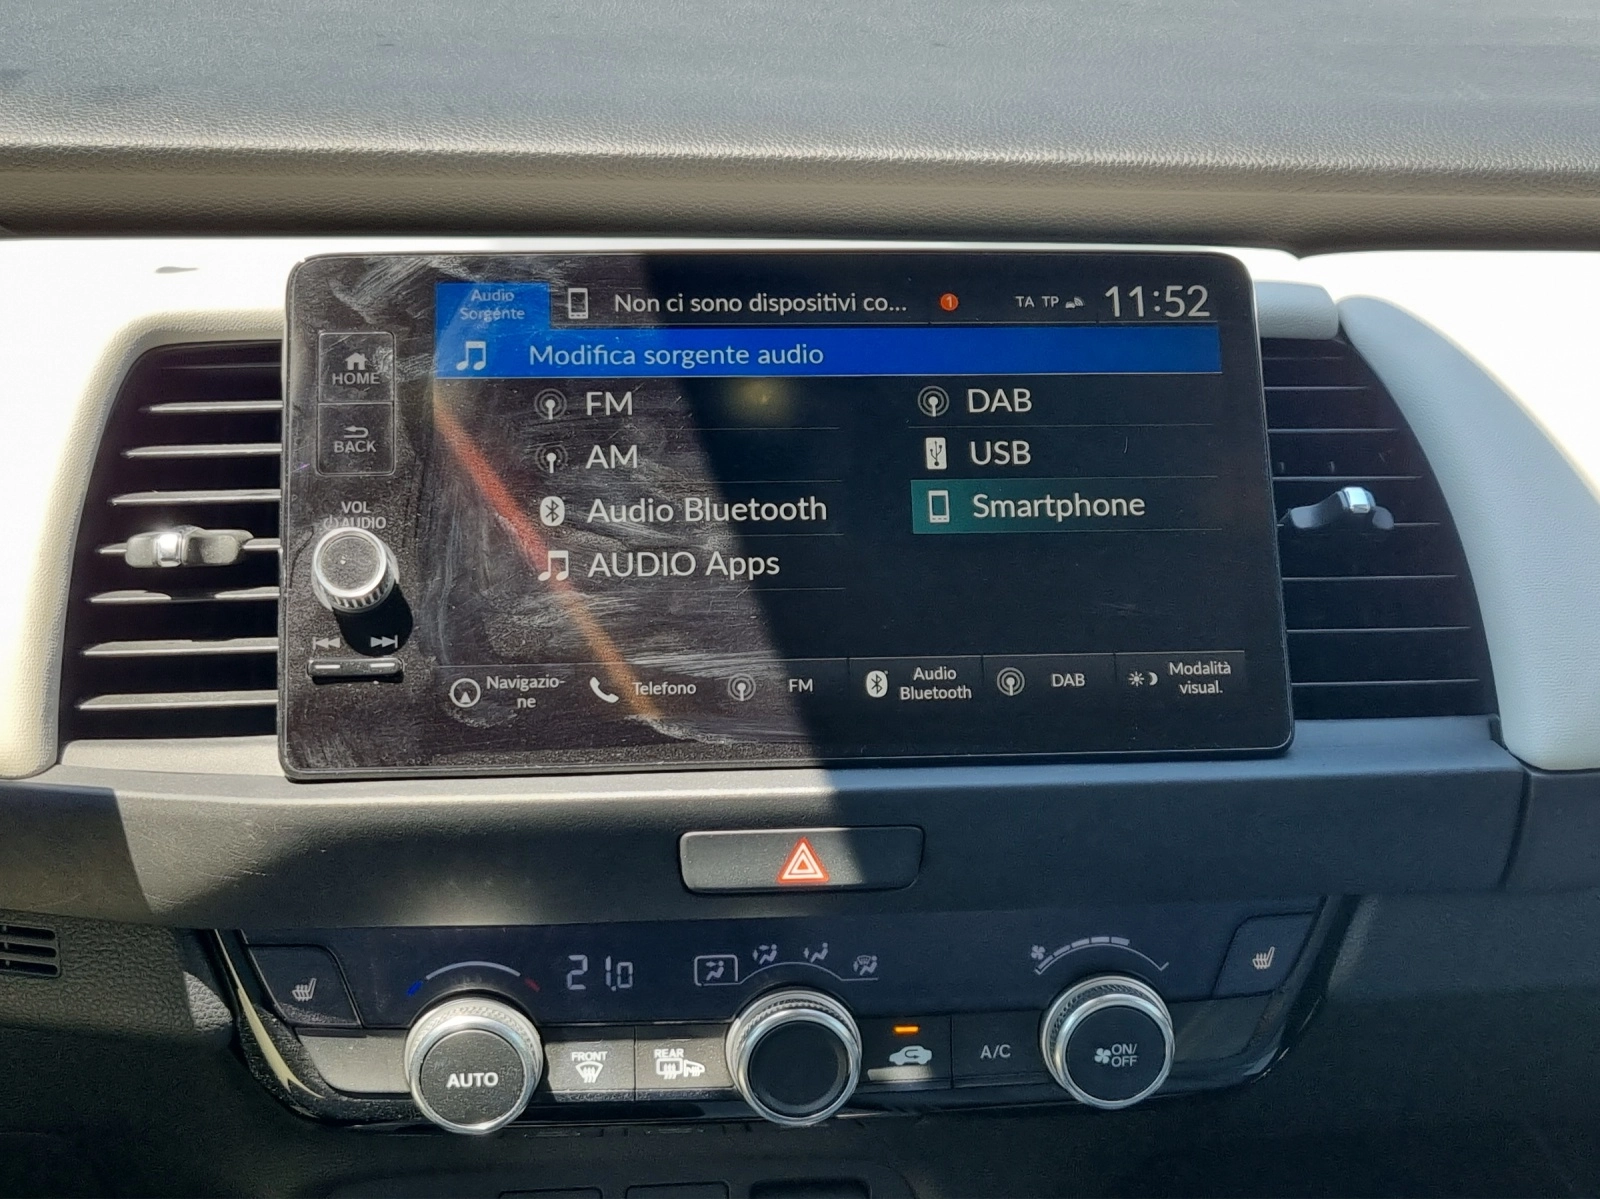 Audio
Sorgente
Non ci sono dispositivi co...
1
TA TP
11:52
Modifica sorgente audio
HOME
BACK
VOL
AUDIO
FM
DAB
AM
USB
Audio Bluetooth
Smartphone
AUDIO Apps
Navigazio-
ne
Telefono
FM
Audio
Bluetooth
DAB
Modalità
visual.
21.0
AUTO
FRONT
REAR
A/C
ON/
OFF